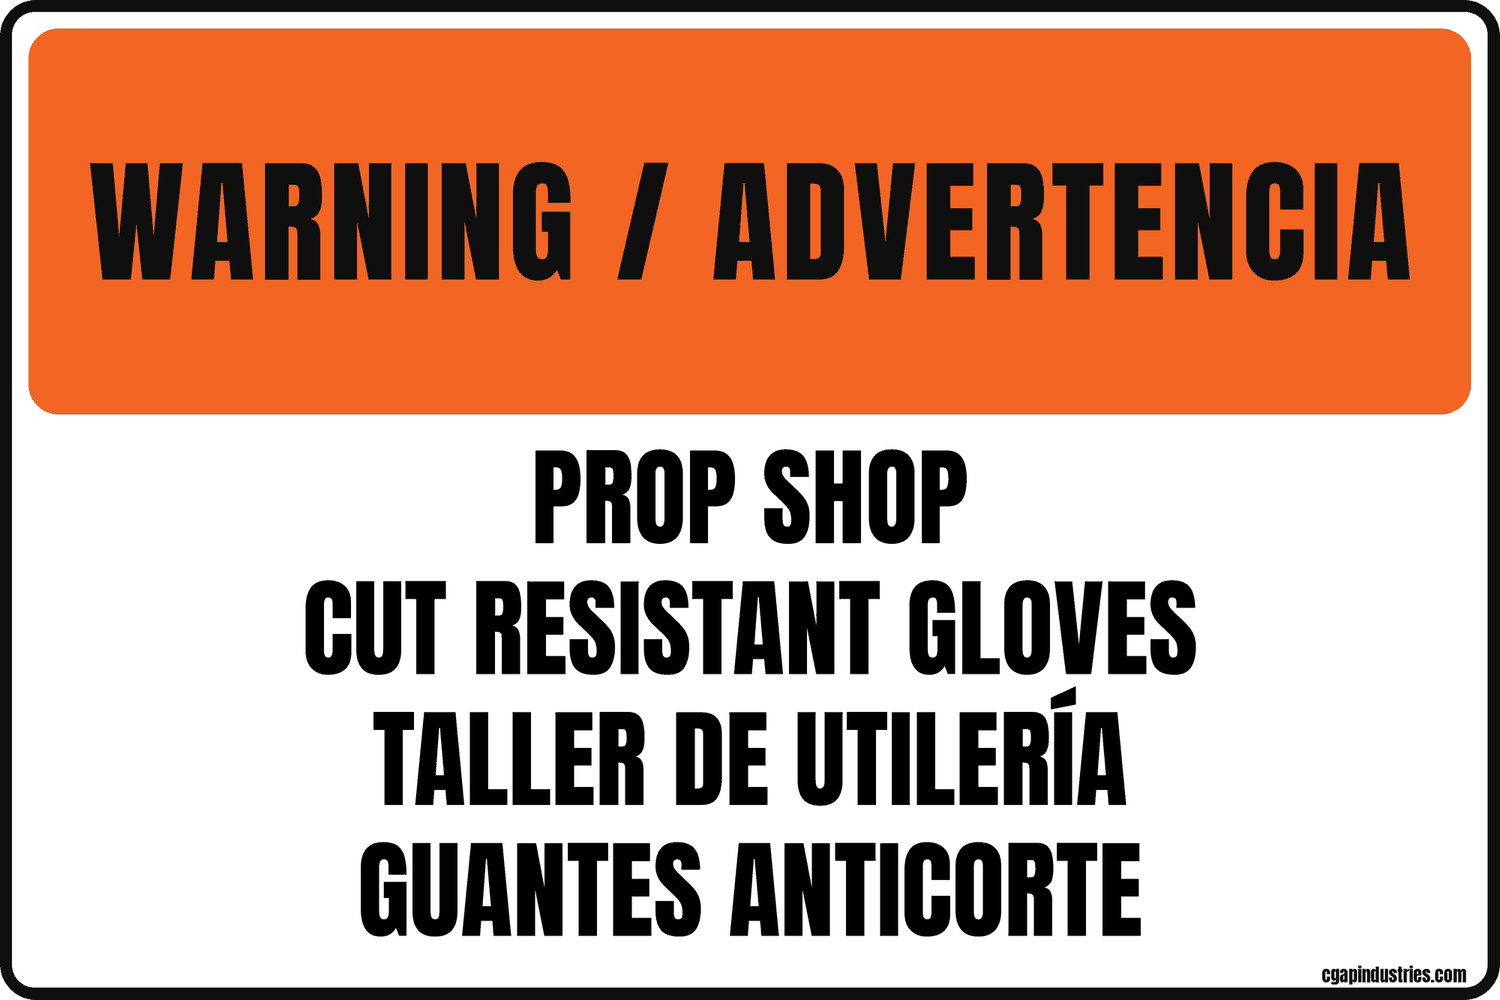 WARNING / ADVERTENCIA
PROP SHOP
CUT RESISTANT GLOVES
TALLER DE UTILERÍA
GUANTES ANTICORTE
cgapindustries.com